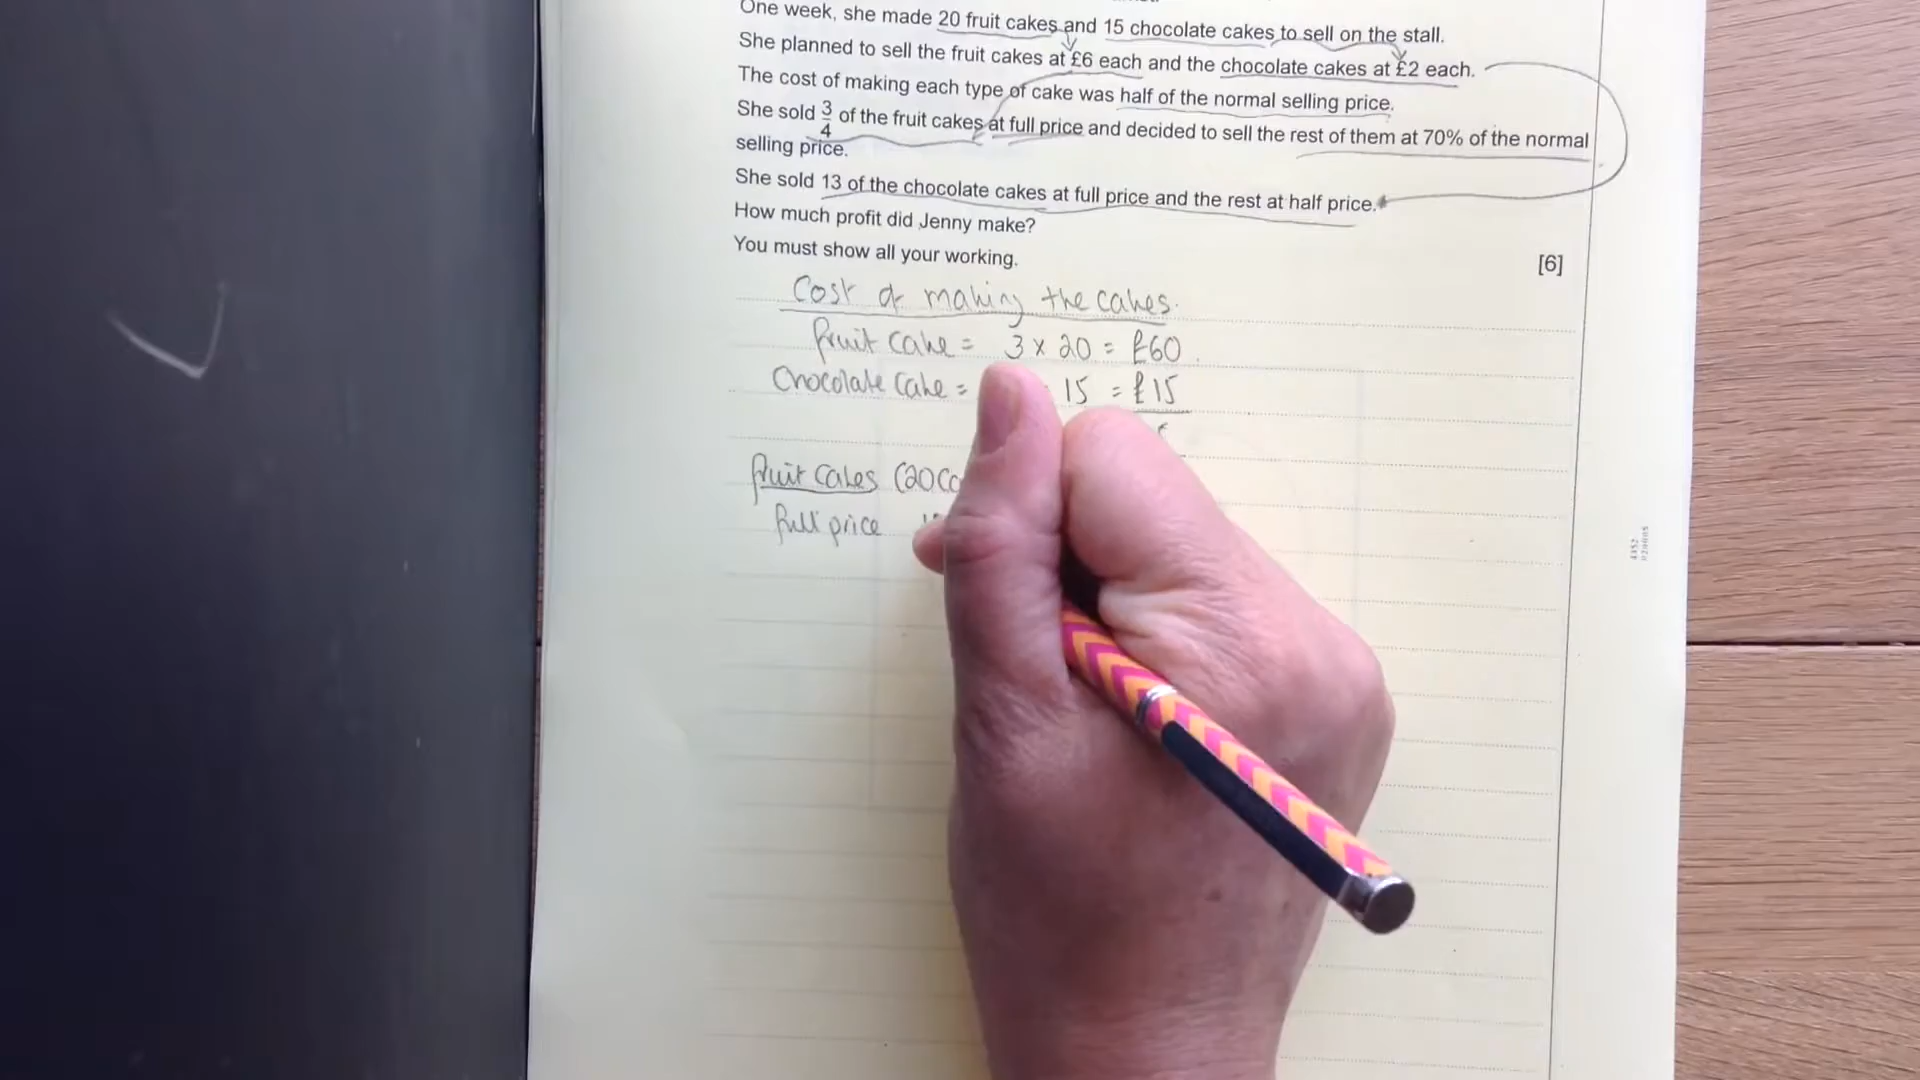 One week, she made 20 fruit cakes and 15 chocolate cakes to sell on the stall.
She planned to sell the fruit cakes at £6 each and the chocolate cakes at £2 each.
The cost of making each type of cake was half of the normal selling price.
She sold 3/4 of the fruit cakes at full price and decided to sell the rest of them at 70% of the normal
selling price.
She sold 13 of the chocolate cakes at full price and the rest at half price.
How much profit did Jenny make?
You must show all your working.
[6]
Cost of making the cakes.
fruit cake = 3 x 20 = £60
Chocolate cake = 15 = £15
fruit cakes (20
full price